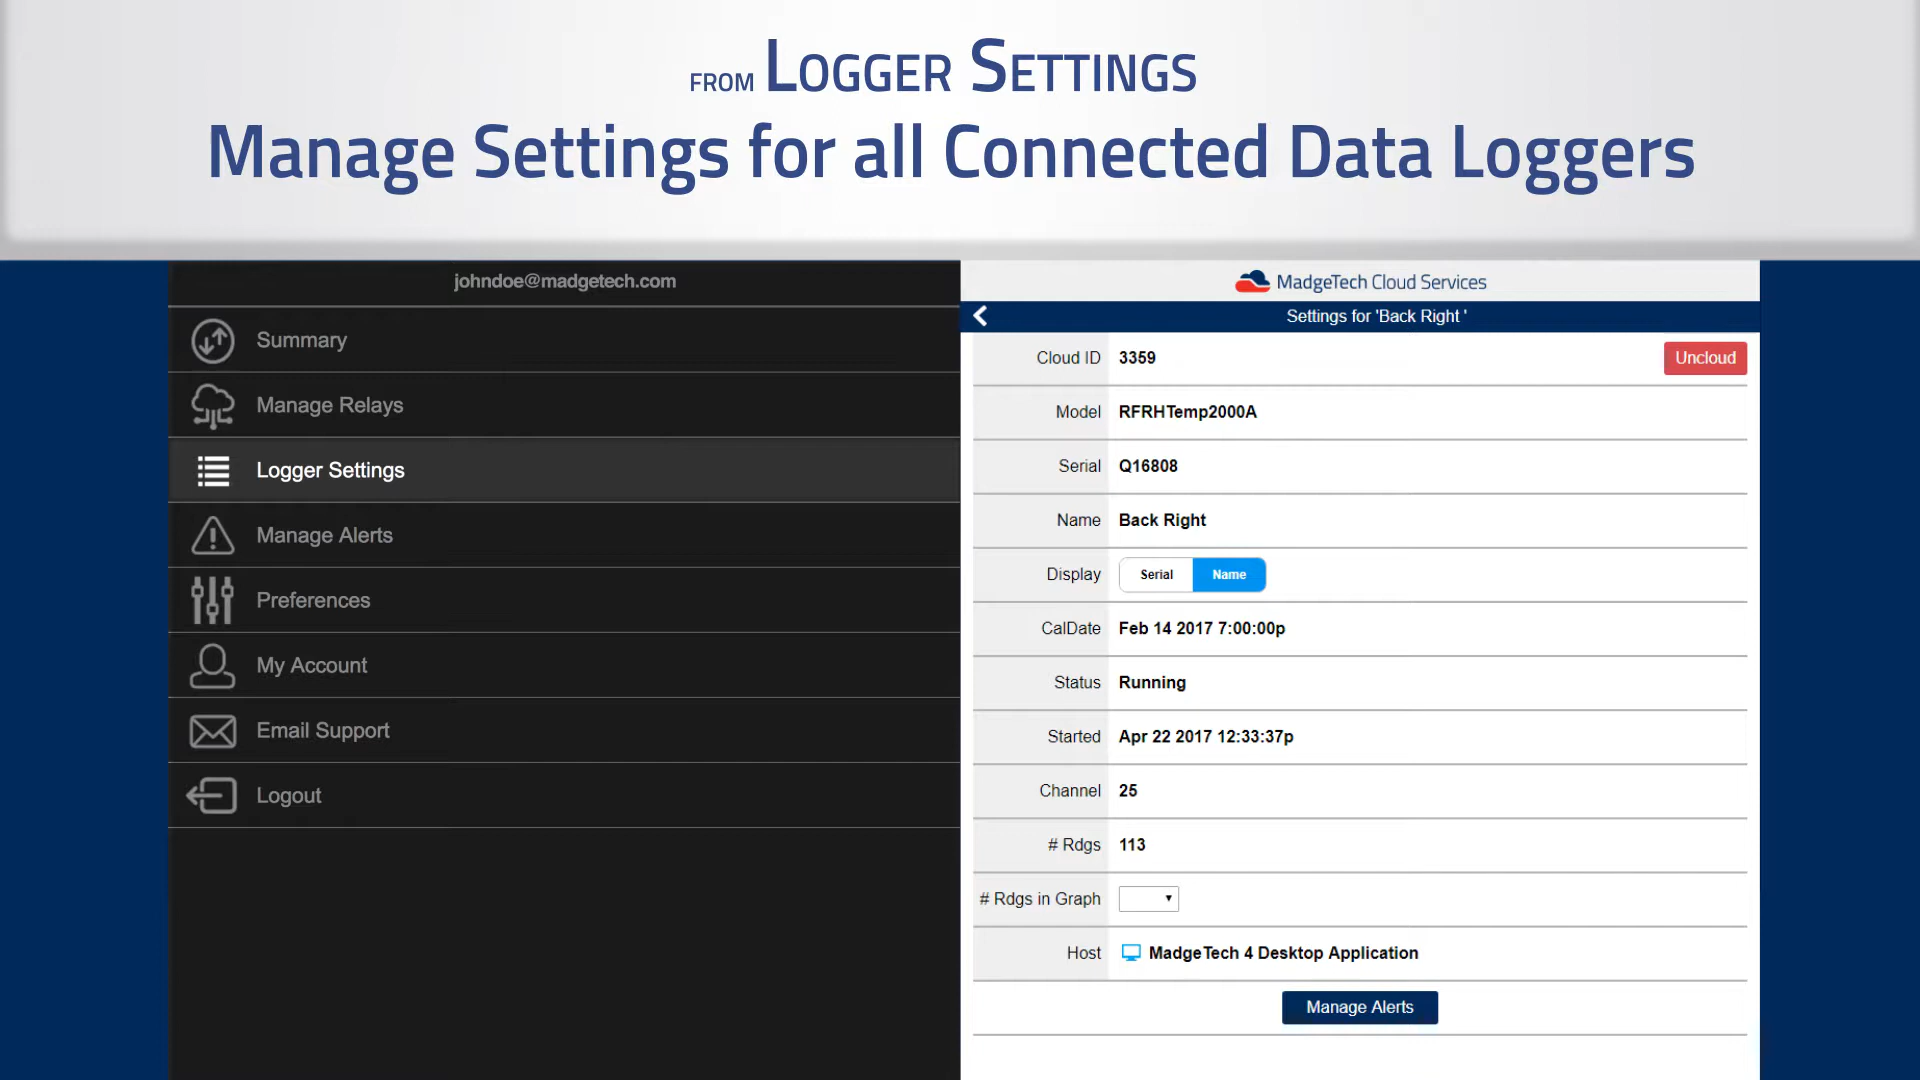 FROM LOGGER SETTINGS
Manage Settings for all Connected Data Loggers
johndoe@madgetech.com
Summary
Manage Relays
Logger Settings
Manage Alerts
Preferences
My Account
Email Support
Logout
MadgeTech Cloud Services
Settings for 'Back Right '
Cloud ID 3359 Uncloud
Model RFRHTemp2000A
Serial Q16808
Name Back Right
Display Serial Name
CalDate Feb 14 2017 7:00:00p
Status Running
Started Apr 22 2017 12:33:37p
Channel 25
# Rdgs 113
# Rdgs in Graph
Host MadgeTech 4 Desktop Application
Manage Alerts